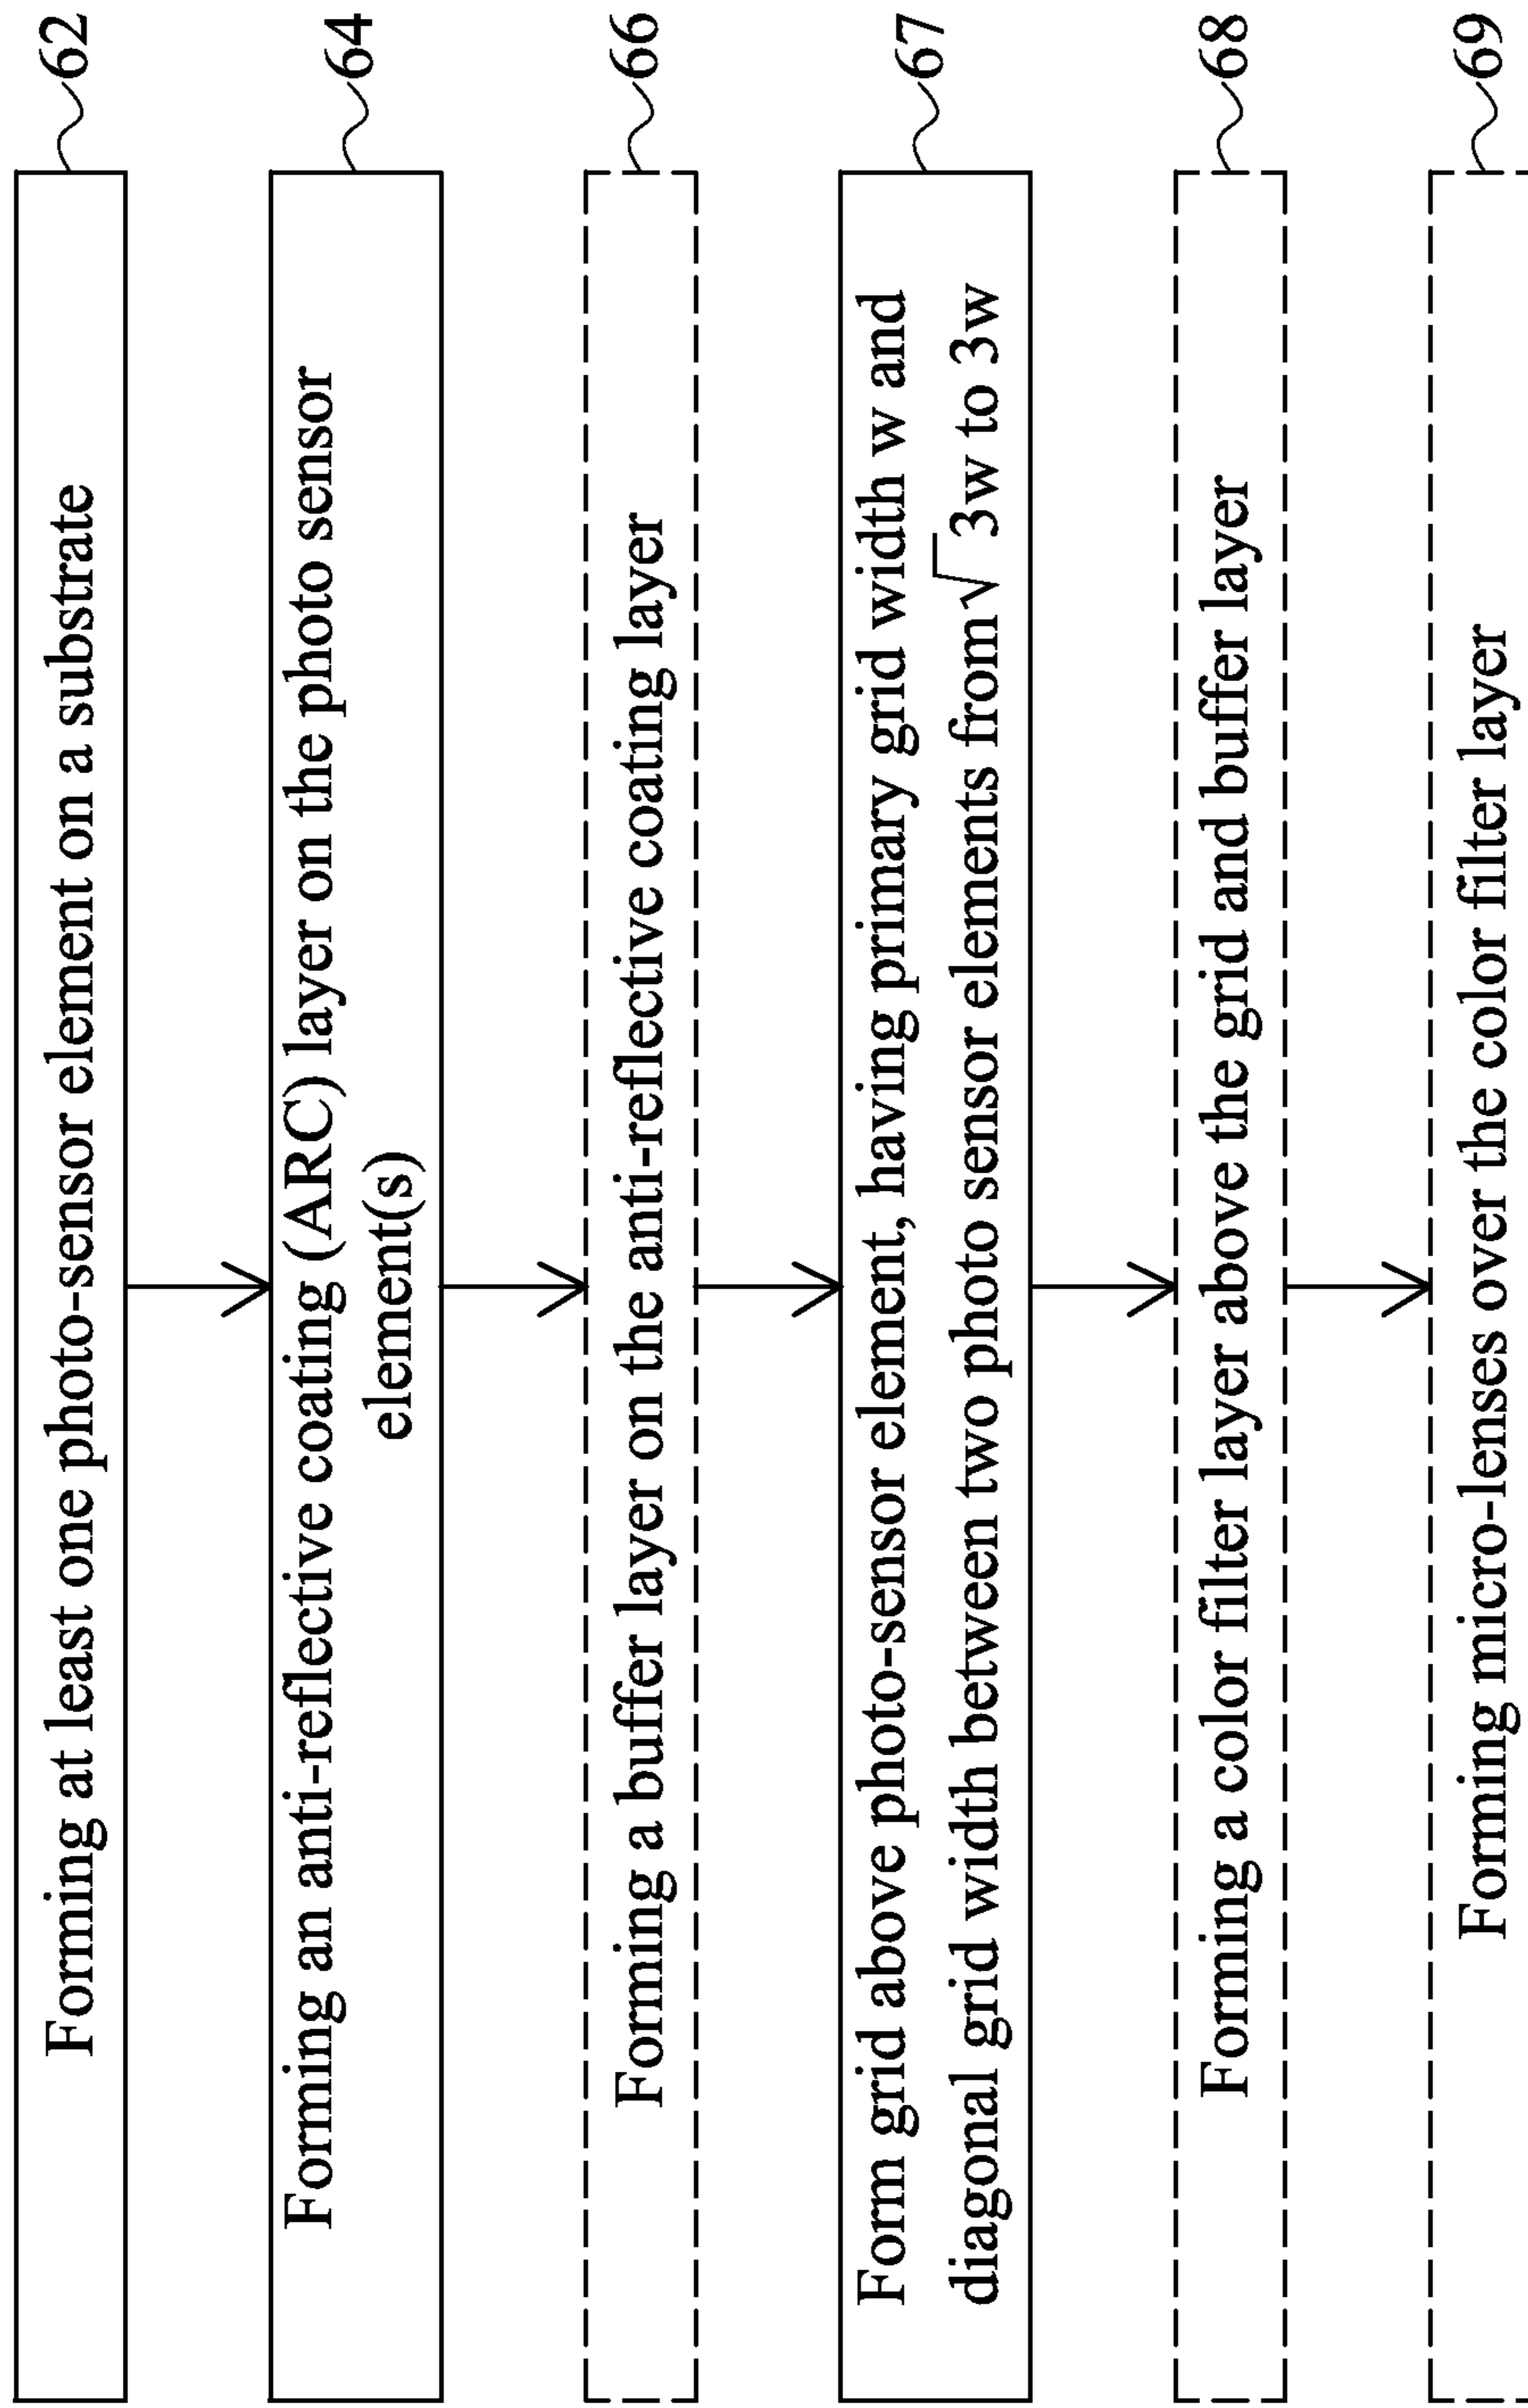 Forming at least one photo-sensor element on a substrate
62
Forming an anti-reflective coating (ARC) layer on the photo sensor
element(s)
64
Forming a buffer layer on the anti-reflective coating layer
66
Form grid above photo-sensor element, having primary grid width w and
diagonal grid width between two photo sensor elements from √3w to 3w
67
Forming a color filter layer above the grid and buffer layer
68
Forming micro-lenses over the color filter layer
69